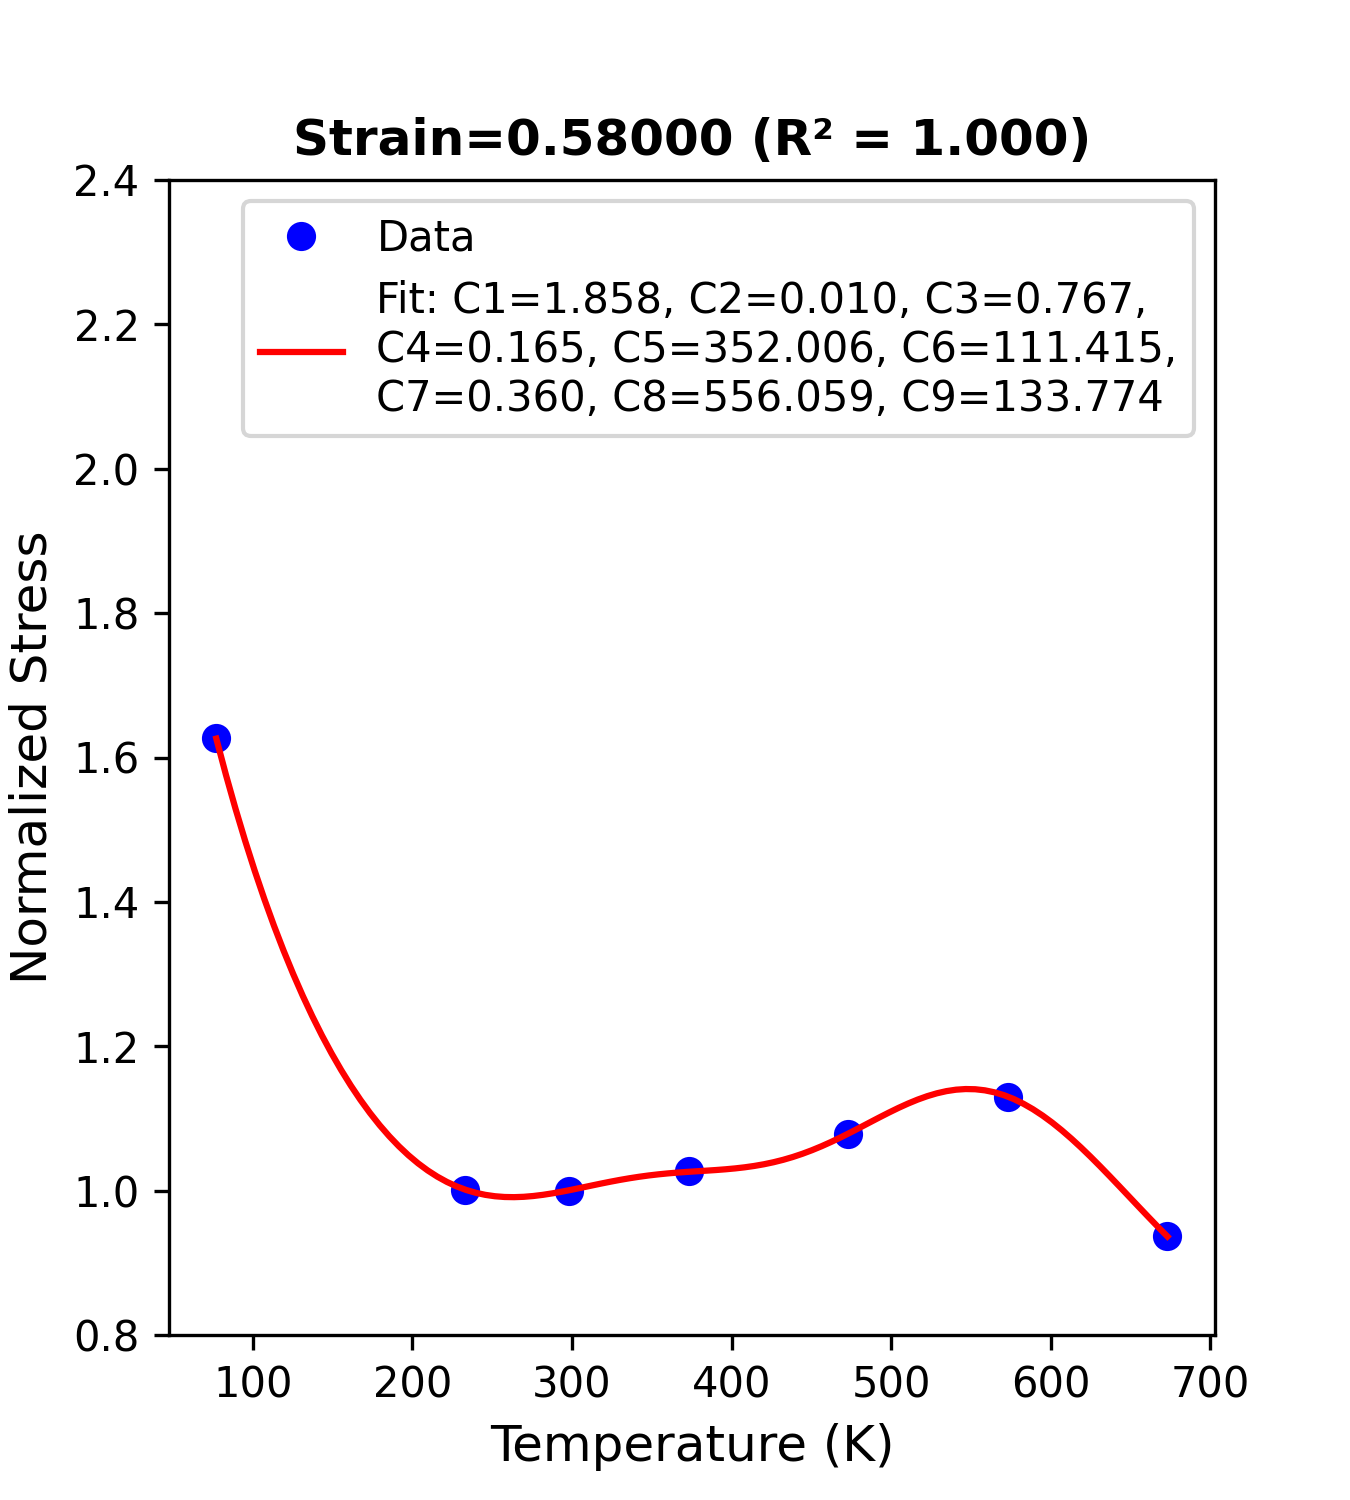 Strain=0.58000 (R² = 1.000)
Data
Fit: C1=1.858, C2=0.010, C3=0.767,
C4=0.165, C5=352.006, C6=111.415,
C7=0.360, C8=556.059, C9=133.774
Normalized Stress
2.4
2.2
2.0
1.8
1.6
1.4
1.2
1.0
0.8
100 200 300 400 500 600 700
Temperature (K)